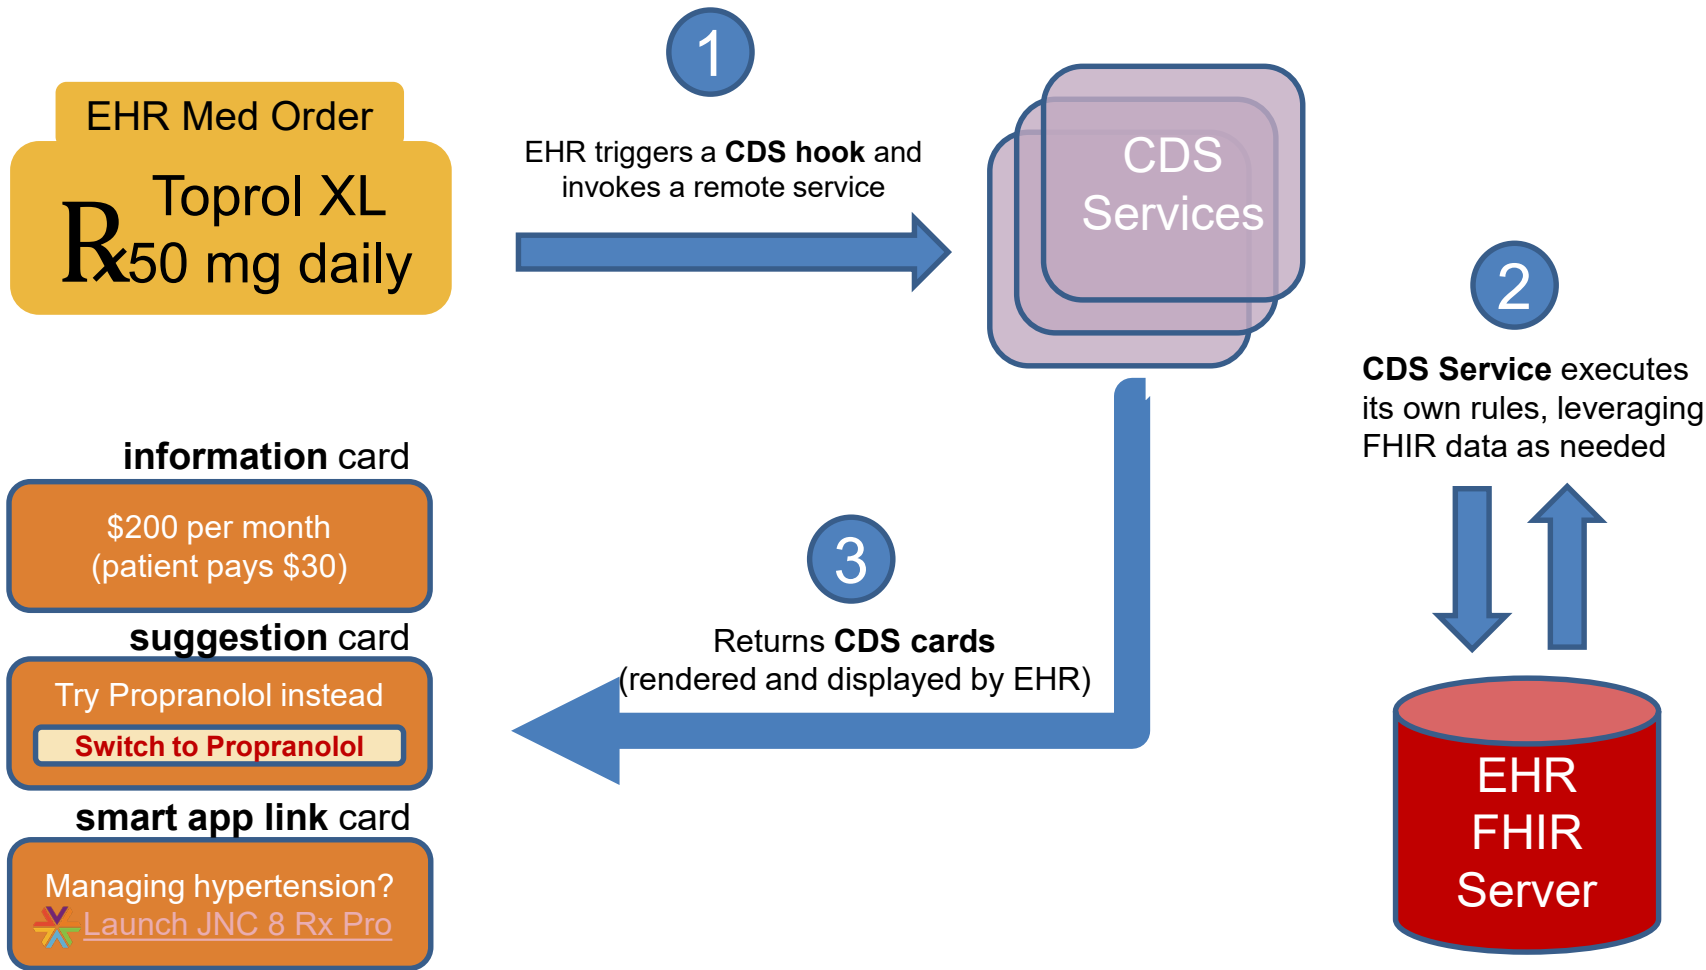 1
EHR Med Order
Toprol XL
Rx 50 mg daily
EHR triggers a CDS hook and
invokes a remote service
CDS
Services
2
CDS Service executes
its own rules, leveraging
FHIR data as needed
EHR
FHIR
Server
3
Returns CDS cards
(rendered and displayed by EHR)
information card
$200 per month
(patient pays $30)
suggestion card
Try Propranolol instead
Switch to Propranolol
smart app link card
Managing hypertension?
Launch JNC 8 Rx Pro